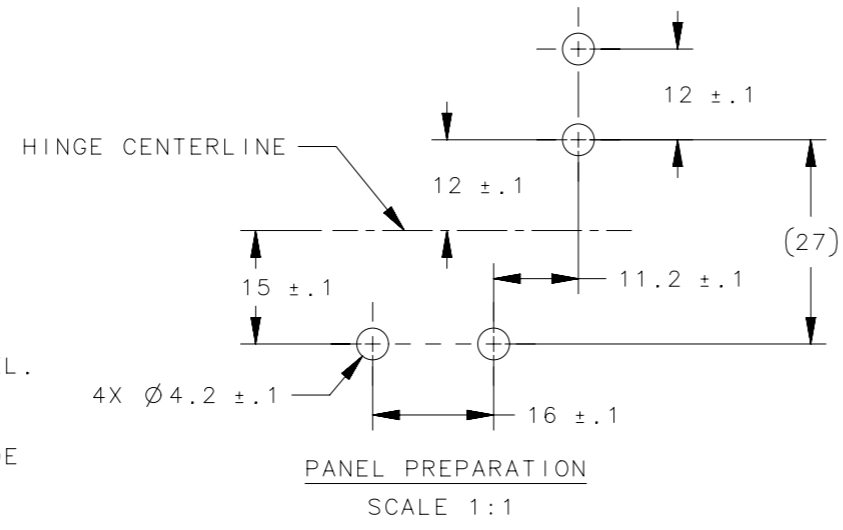 12 ±.1
HINGE CENTERLINE
12 ±.1
(27)
11.2 ±.1
15 ±.1
L.
4X Ø4.2 ±.1
16 ±.1
PANEL PREPARATION
SCALE 1:1